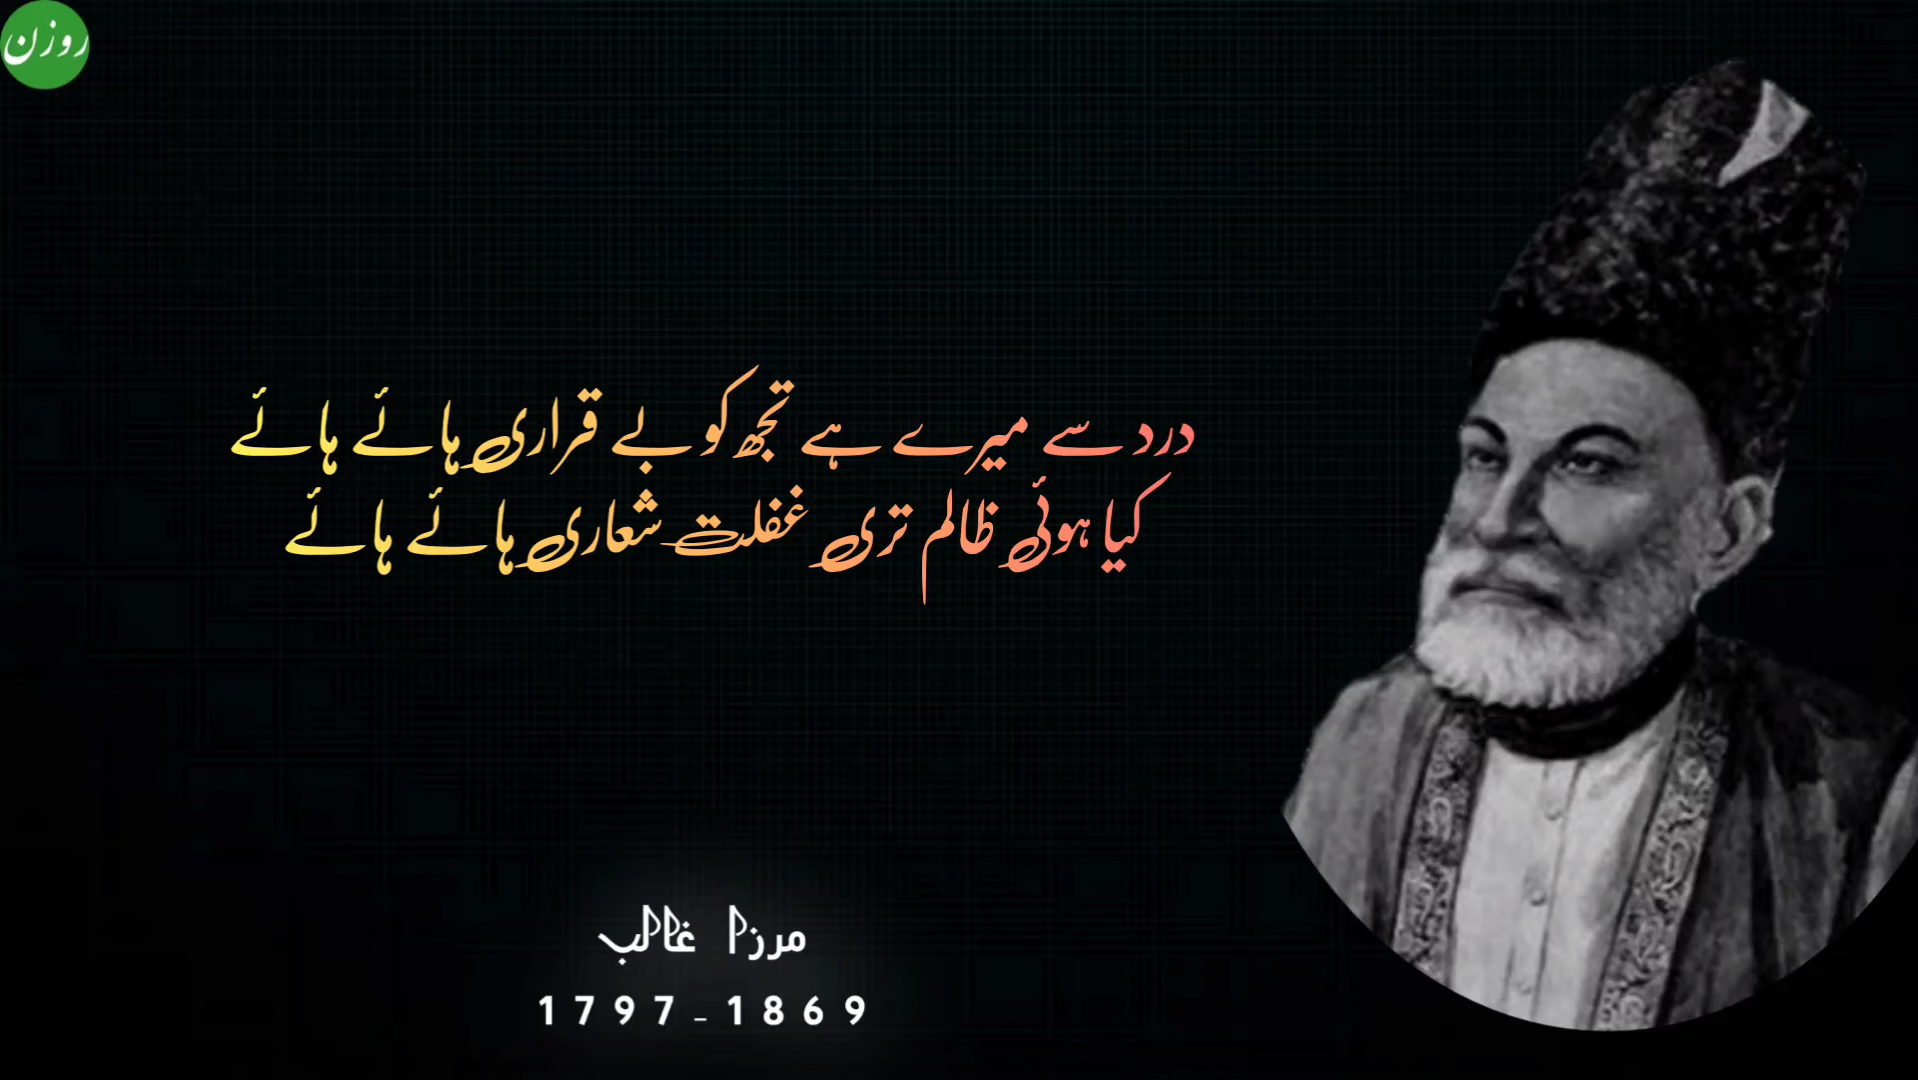 روزن
درد سے میرے ہے تجھ کو بے قراری ہائے ہائے
کیا ہوئی ظالم تری غفلت شعاری ہائے ہائے
مرزا غالب
1797-1869